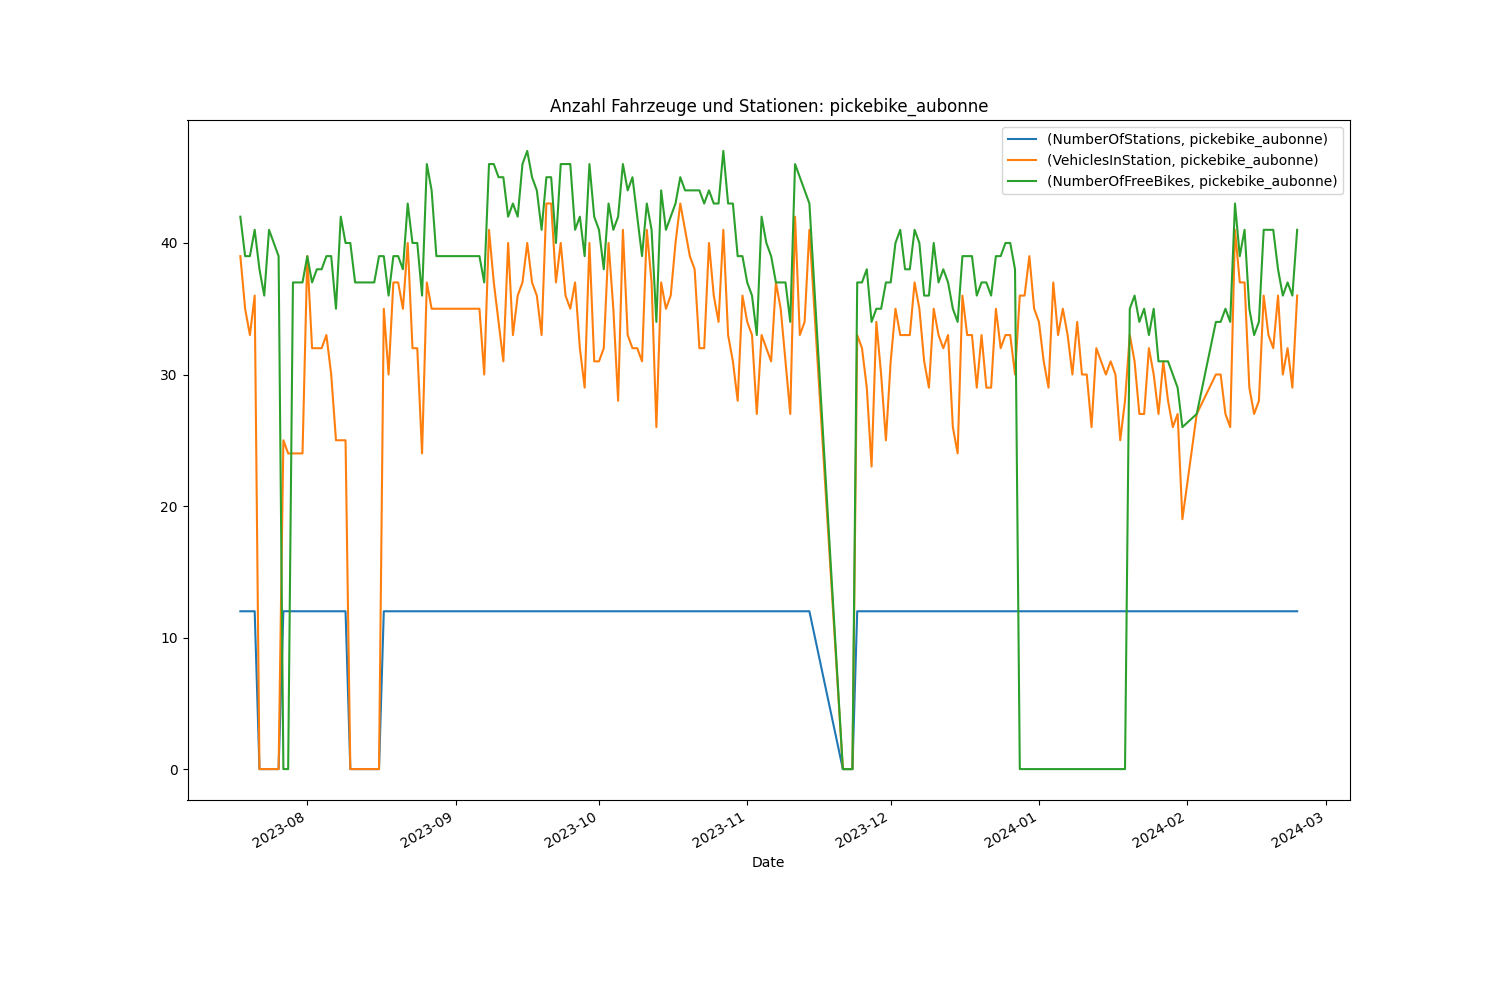 Anzahl Fahrzeuge und Stationen: pickebike_aubonne
(NumberOfStations, pickebike_aubonne)
(VehiclesInStation, pickebike_aubonne)
(NumberOfFreeBikes, pickebike_aubonne)
40
30
20
10
0
2023-08
2023-09
2023-10
2023-11
2023-12
2024-01
2024-02
2024-03
Date